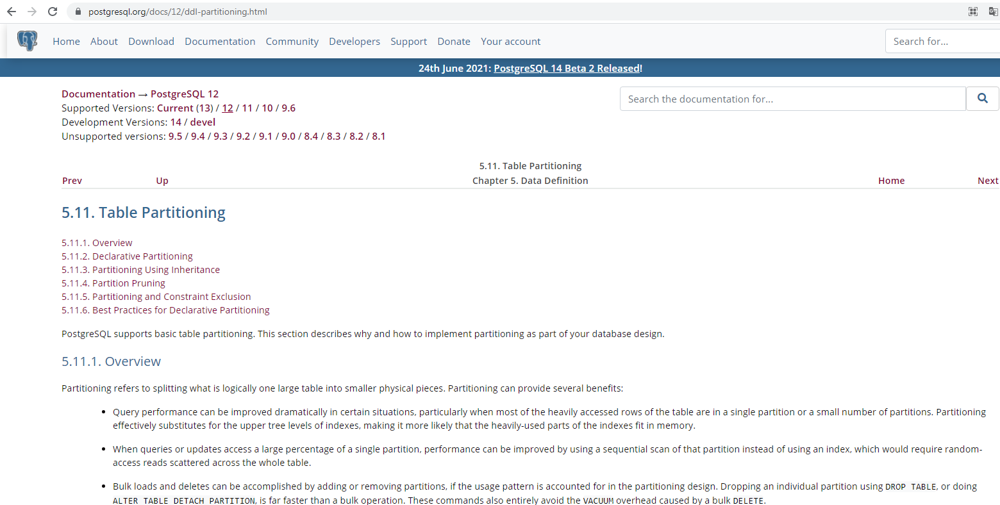 postgresql.org/docs/12/ddl-partitioning.html
Home About Download Documentation Community Developers Support Donate Your account Search for...
24th June 2021: PostgreSQL 14 Beta 2 Released!
Documentation → PostgreSQL 12
Search the documentation for...
Supported Versions: Current (13) / 12 / 11 / 10 / 9.6
Development Versions: 14 / devel
Unsupported versions: 9.5 / 9.4 / 9.3 / 9.2 / 9.1 / 9.0 / 8.4 / 8.3 / 8.2 / 8.1
5.11. Table Partitioning
Prev Up Chapter 5. Data Definition Home Next
5.11. Table Partitioning
5.11.1. Overview
5.11.2. Declarative Partitioning
5.11.3. Partitioning Using Inheritance
5.11.4. Partition Pruning
5.11.5. Partitioning and Constraint Exclusion
5.11.6. Best Practices for Declarative Partitioning
PostgreSQL supports basic table partitioning. This section describes why and how to implement partitioning as part of your database design.
5.11.1. Overview
Partitioning refers to splitting what is logically one large table into smaller physical pieces. Partitioning can provide several benefits:
• Query performance can be improved dramatically in certain situations, particularly when most of the heavily accessed rows of the table are in a single partition or a small number of partitions. Partitioning
effectively substitutes for the upper tree levels of indexes, making it more likely that the heavily-used parts of the indexes fit in memory.
• When queries or updates access a large percentage of a single partition, performance can be improved by using a sequential scan of that partition instead of using an index, which would require random-
access reads scattered across the whole table.
• Bulk loads and deletes can be accomplished by adding or removing partitions, if the usage pattern is accounted for in the partitioning design. Dropping an individual partition using DROP TABLE, or doing
ALTER TABLE DETACH PARTITION, is far faster than a bulk operation. These commands also entirely avoid the VACUUM overhead caused by a bulk DELETE.